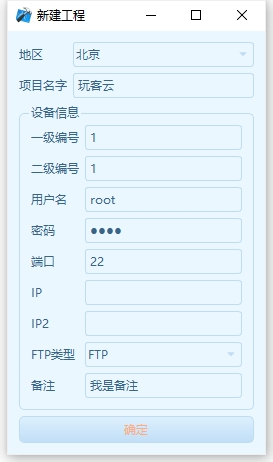 新建工程
地区 北京
项目名字 玩客云
设备信息
一级编号 1
二级编号 1
用户名 root
密码 ●●●●
端口 22
IP
IP2
FTP类型 FTP
备注 我是备注
确定